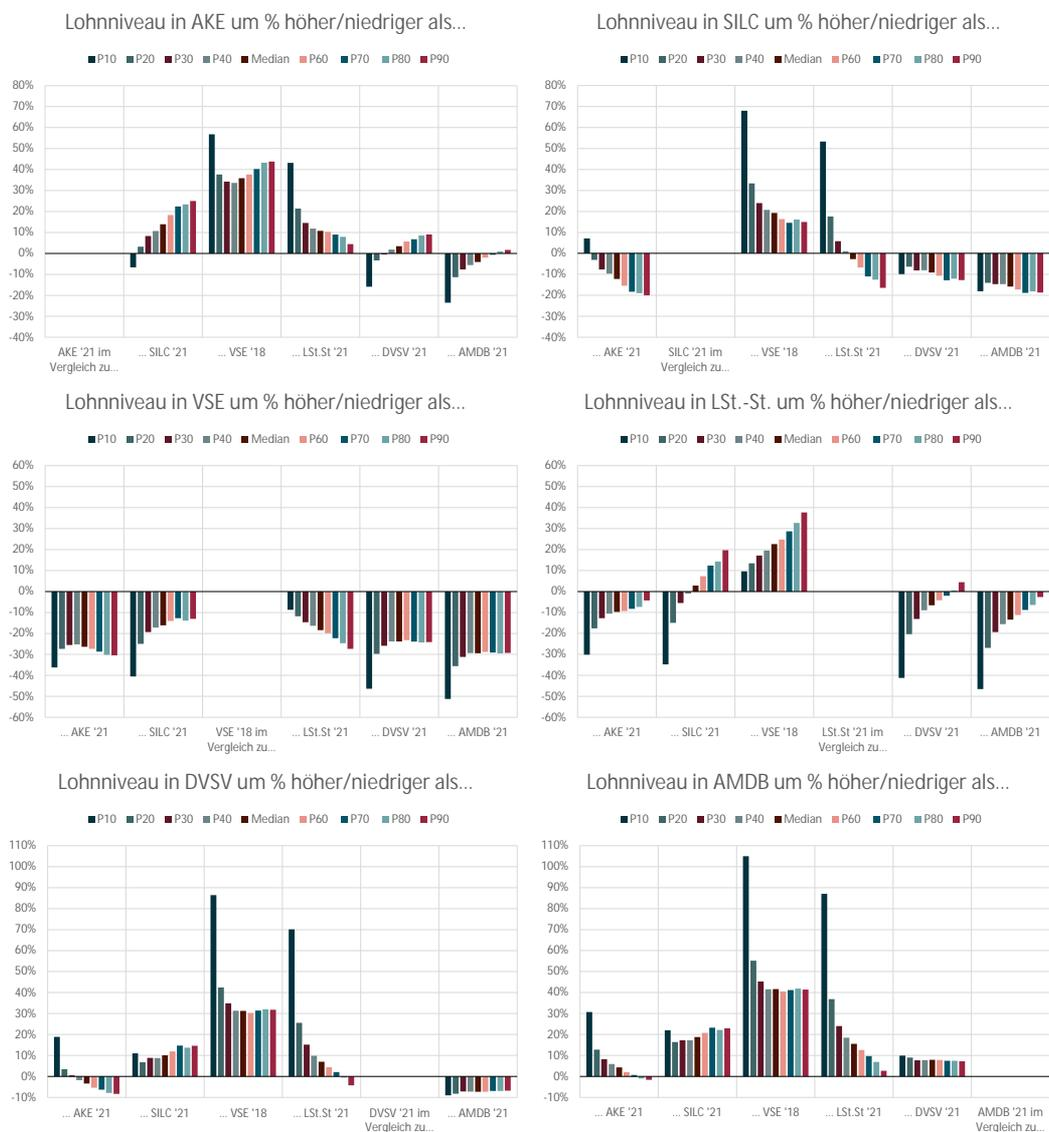 Lohnniveau in AKE um % höher/niedriger als...
P10 P20 P30 P40 Median P60 P70 P80 P90
80%
70%
60%
50%
40%
30%
20%
10%
0%
-10%
-20%
-30%
-40%
AKE '21 im
Vergleich zu...
... SILC '21
... VSE '18
... LSt.St '21
... DVSV '21
... AMDB '21
Lohnniveau in SILC um % höher/niedriger als...
P10 P20 P30 P40 Median P60 P70 P80 P90
80%
70%
60%
50%
40%
30%
20%
10%
0%
-10%
-20%
-30%
-40%
... AKE '21
SILC '21 im
Vergleich zu...
... VSE '18
... LSt.St '21
... DVSV '21
... AMDB '21
Lohnniveau in VSE um % höher/niedriger als...
P10 P20 P30 P40 Median P60 P70 P80 P90
60%
50%
40%
30%
20%
10%
0%
-10%
-20%
-30%
-40%
-50%
-60%
... AKE '21
... SILC '21
VSE '18 im
Vergleich zu...
... LSt.St '21
... DVSV '21
... AMDB '21
Lohnniveau in LSt.-St. um % höher/niedriger als...
P10 P20 P30 P40 Median P60 P70 P80 P90
60%
50%
40%
30%
20%
10%
0%
-10%
-20%
-30%
-40%
-50%
-60%
... AKE '21
... SILC '21
... VSE '18
LSt.St '21 im
Vergleich zu...
... DVSV '21
... AMDB '21
Lohnniveau in DVSV um % höher/niedriger als...
P10 P20 P30 P40 Median P60 P70 P80 P90
110%
100%
90%
80%
70%
60%
50%
40%
30%
20%
10%
0%
-10%
... AKE '21
... SILC '21
... VSE '18
... LSt.St '21
DVSV '21 im
Vergleich zu...
... AMDB '21
Lohnniveau in AMDB um % höher/niedriger als...
P10 P20 P30 P40 Median P60 P70 P80 P90
110%
100%
90%
80%
70%
60%
50%
40%
30%
20%
10%
0%
-10%
... AKE '21
... SILC '21
... VSE '18
... LSt.St '21
... DVSV '21
AMDB '21 im
Vergleich zu...